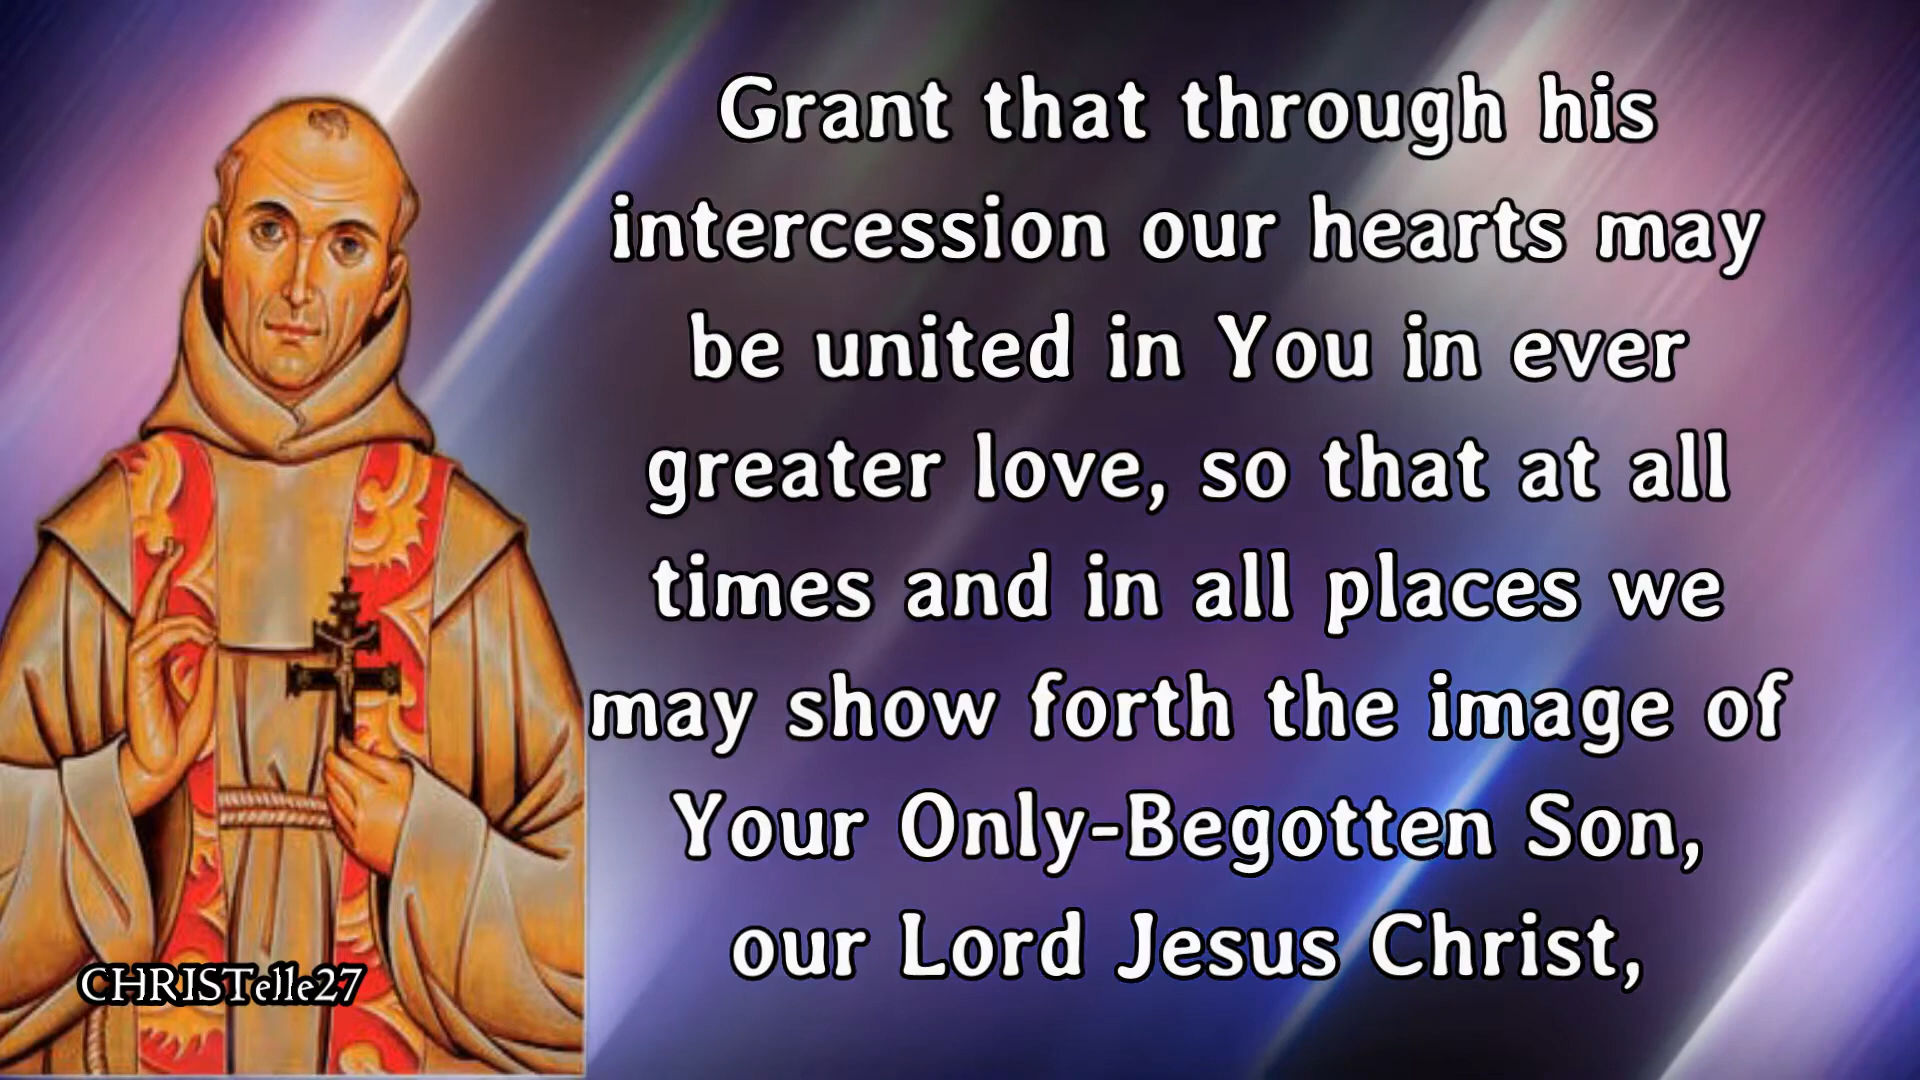 Grant that through his
intercession our hearts may
be united in You in ever
greater love, so that at all
times and in all places we
may show forth the image of
Your Only-Begotten Son,
our Lord Jesus Christ,
CHRISTelle27